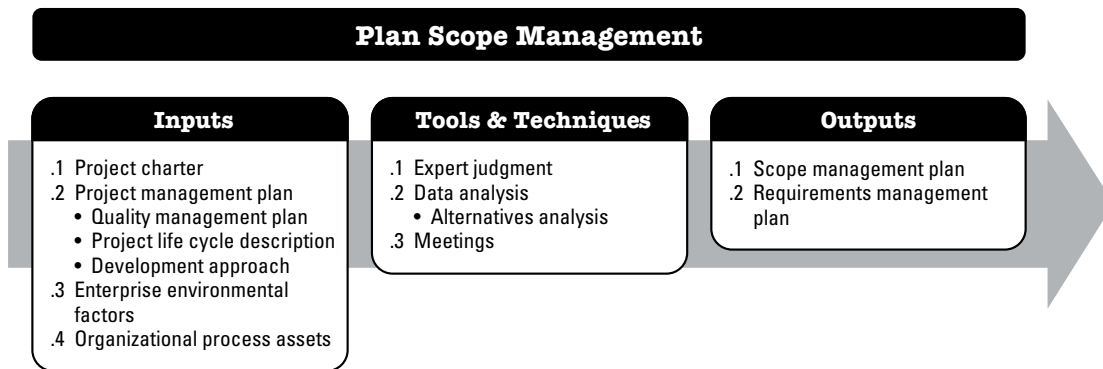 Plan Scope Management
Inputs
.1 Project charter
.2 Project management plan
• Quality management plan
• Project life cycle description
• Development approach
.3 Enterprise environmental
factors
.4 Organizational process assets
Tools & Techniques
.1 Expert judgment
.2 Data analysis
• Alternatives analysis
.3 Meetings
Outputs
.1 Scope management plan
.2 Requirements management
plan